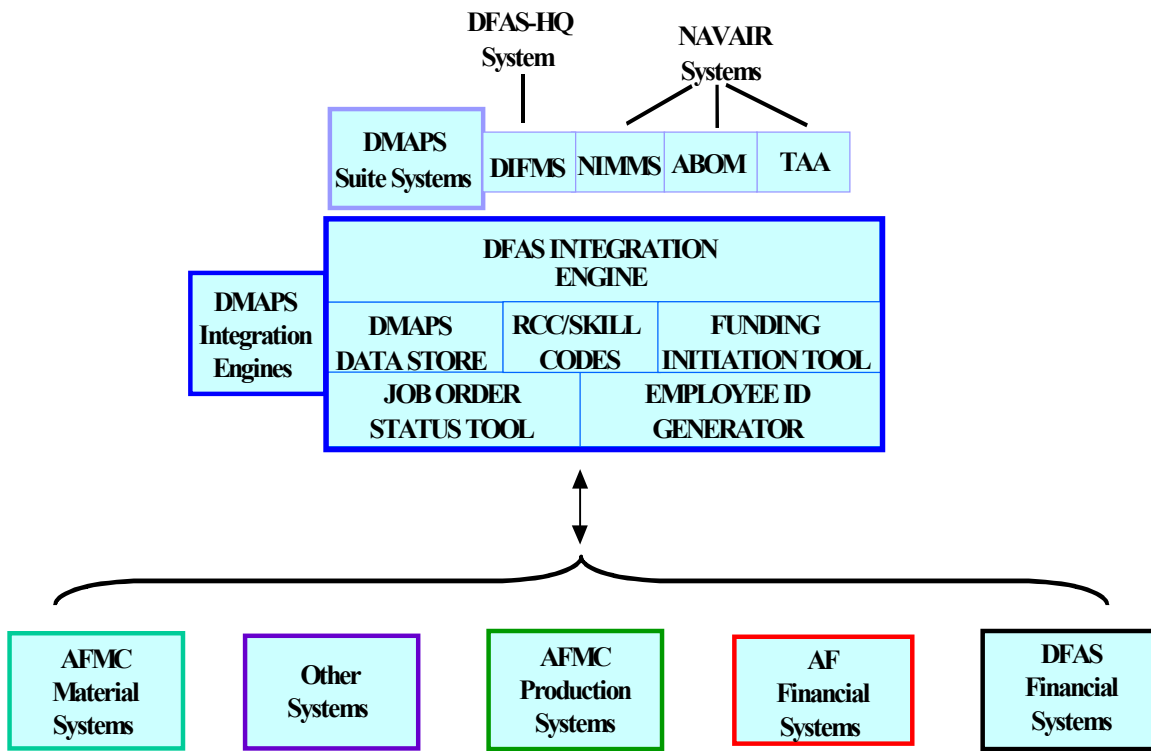 DFAS-HQ
System
NAVAIR
Systems
DMAPS
Suite Systems
DIFMS
NIMMS
ABOM
TAA
DFAS INTEGRATION
ENGINE
DMAPS
Integration
Engines
DMAPS
DATA STORE
RCC/SKILL
CODES
FUNDING
INITIATION TOOL
JOB ORDER
STATUS TOOL
EMPLOYEE ID
GENERATOR
AFMC
Material
Systems
Other
Systems
AFMC
Production
Systems
AF
Financial
Systems
DFAS
Financial
Systems